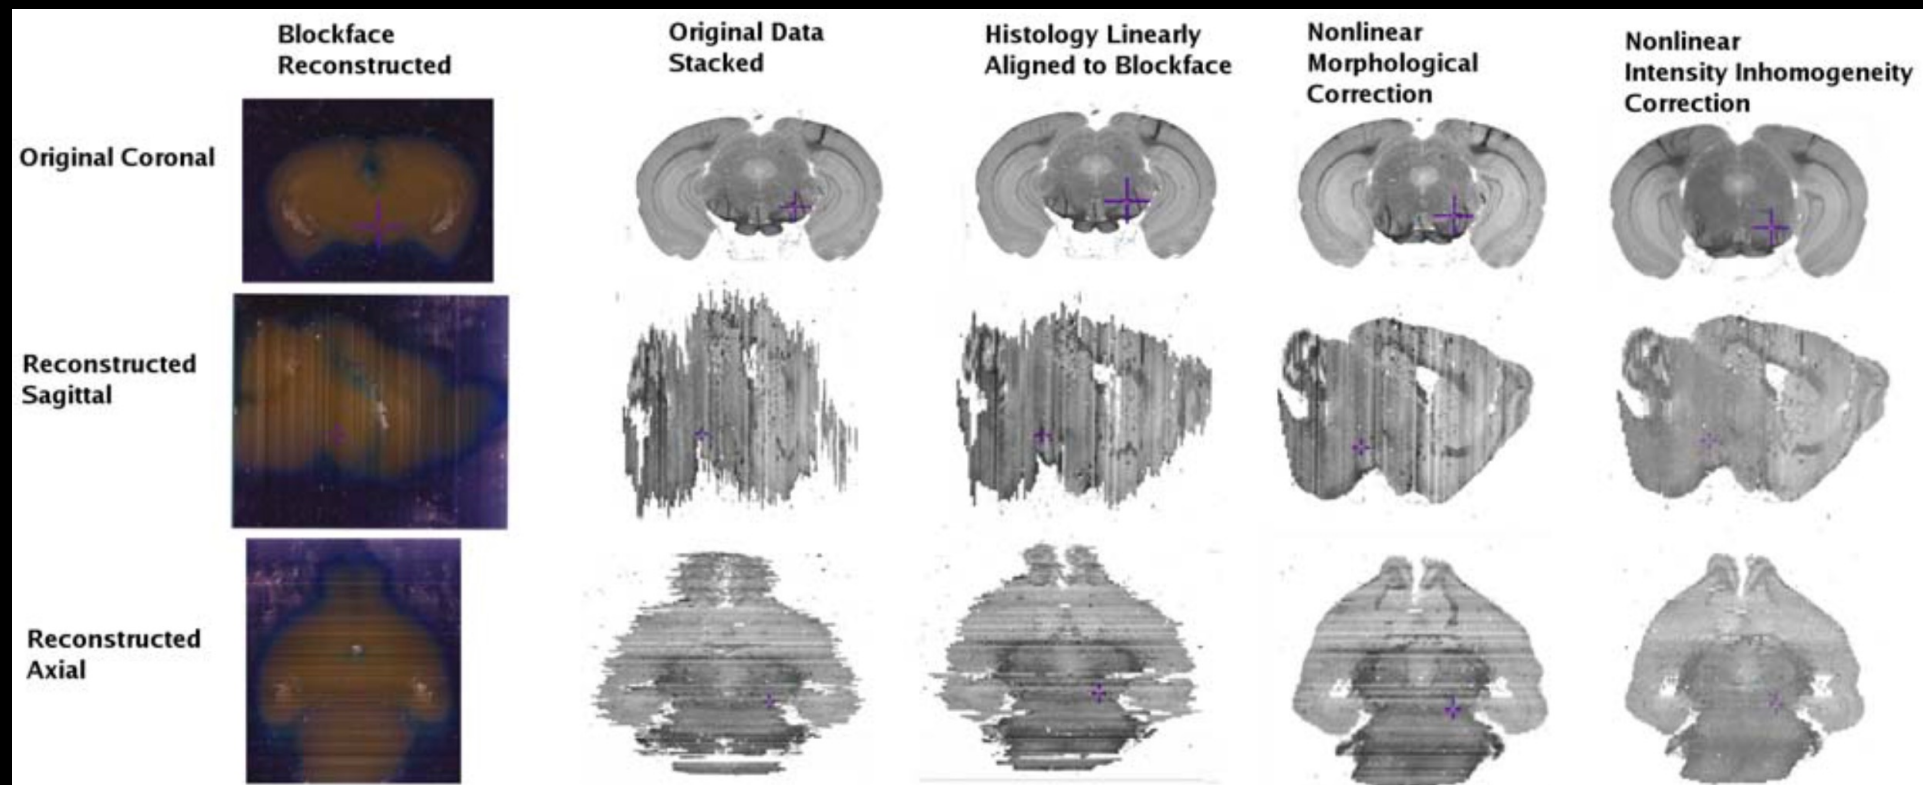 Blockface
Reconstructed
Original Data
Stacked
Histology Linearly
Aligned to Blockface
Nonlinear
Morphological
Correction
Nonlinear
Intensity Inhomogeneity
Correction
Original Coronal
Reconstructed
Sagittal
Reconstructed
Axial